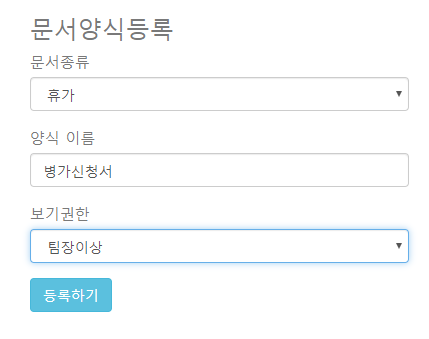 문서양식등록
문서종류
휴가
양식 이름
병가신청서
보기권한
팀장이상
등록하기